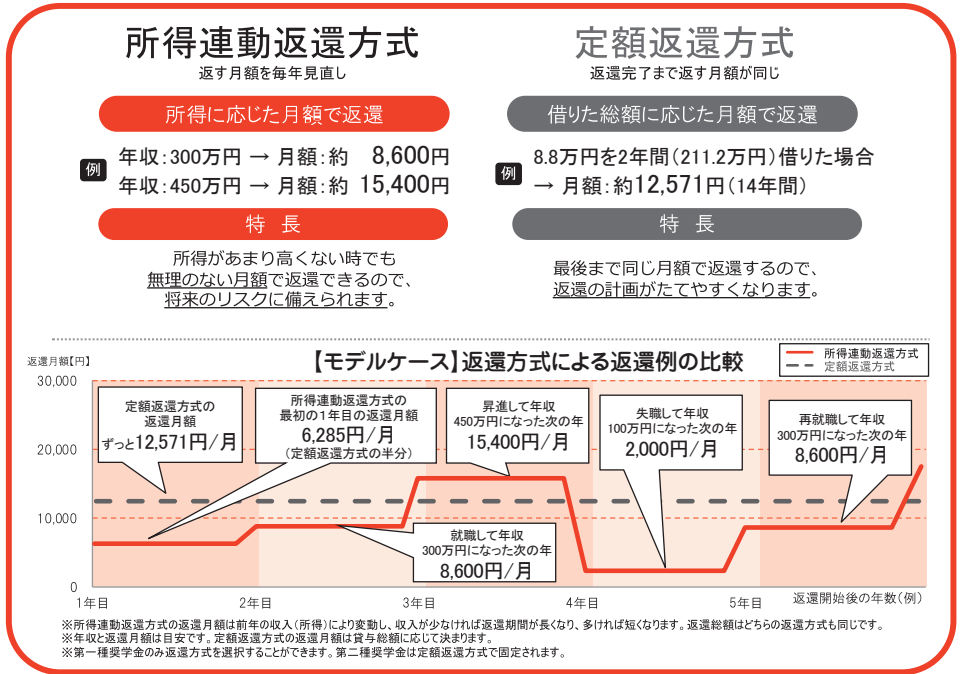 所得連動返還方式
返す月額を毎年見直し
所得に応じた月額で返還
例
年収：300万円 → 月額：約 8,600円
年収：450万円 → 月額：約 15,400円
特 長
所得があまり高くない時でも
無理のない月額で返還できるので、
将来のリスクに備えられます。
定額返還方式
返還完了まで返す月額が同じ
借りた総額に応じた月額で返還
例
8.8万円を2年間（211.2万円）借りた場合
→ 月額：約12,571円（14年間）
特 長
最後まで同じ月額で返還するので、
返還の計画がたてやすくなります。
【モデルケース】返還方式による返還例の比較
所得連動返還方式
定額返還方式
返還月額【円】
30,000
20,000
10,000
0
定額返還方式の
返還月額
ずっと12,571円/月
所得連動返還方式の
最初の1年目の返還月額
6,285円/月
（定額返還方式の半分）
就職して年収
300万円になった次の年
8,600円/月
昇進して年収
450万円になった次の年
15,400円/月
失職して年収
100万円になった次の年
2,000円/月
再就職して年収
300万円になった次の年
8,600円/月
1年目
2年目
3年目
4年目
5年目
返還開始後の年数（例）
※所得連動返還方式の返還月額は前年の収入（所得）により変動し、収入が少なければ返還期間が長くなり、多ければ短くなります。返還総額はどちらの返還方式も同じです。
※年収と返還月額は目安です。定額返還方式の返還月額は貸与総額に応じて決まります。
※第一種奨学金のみ返還方式を選択することができます。第二種奨学金は定額返還方式で固定されます。